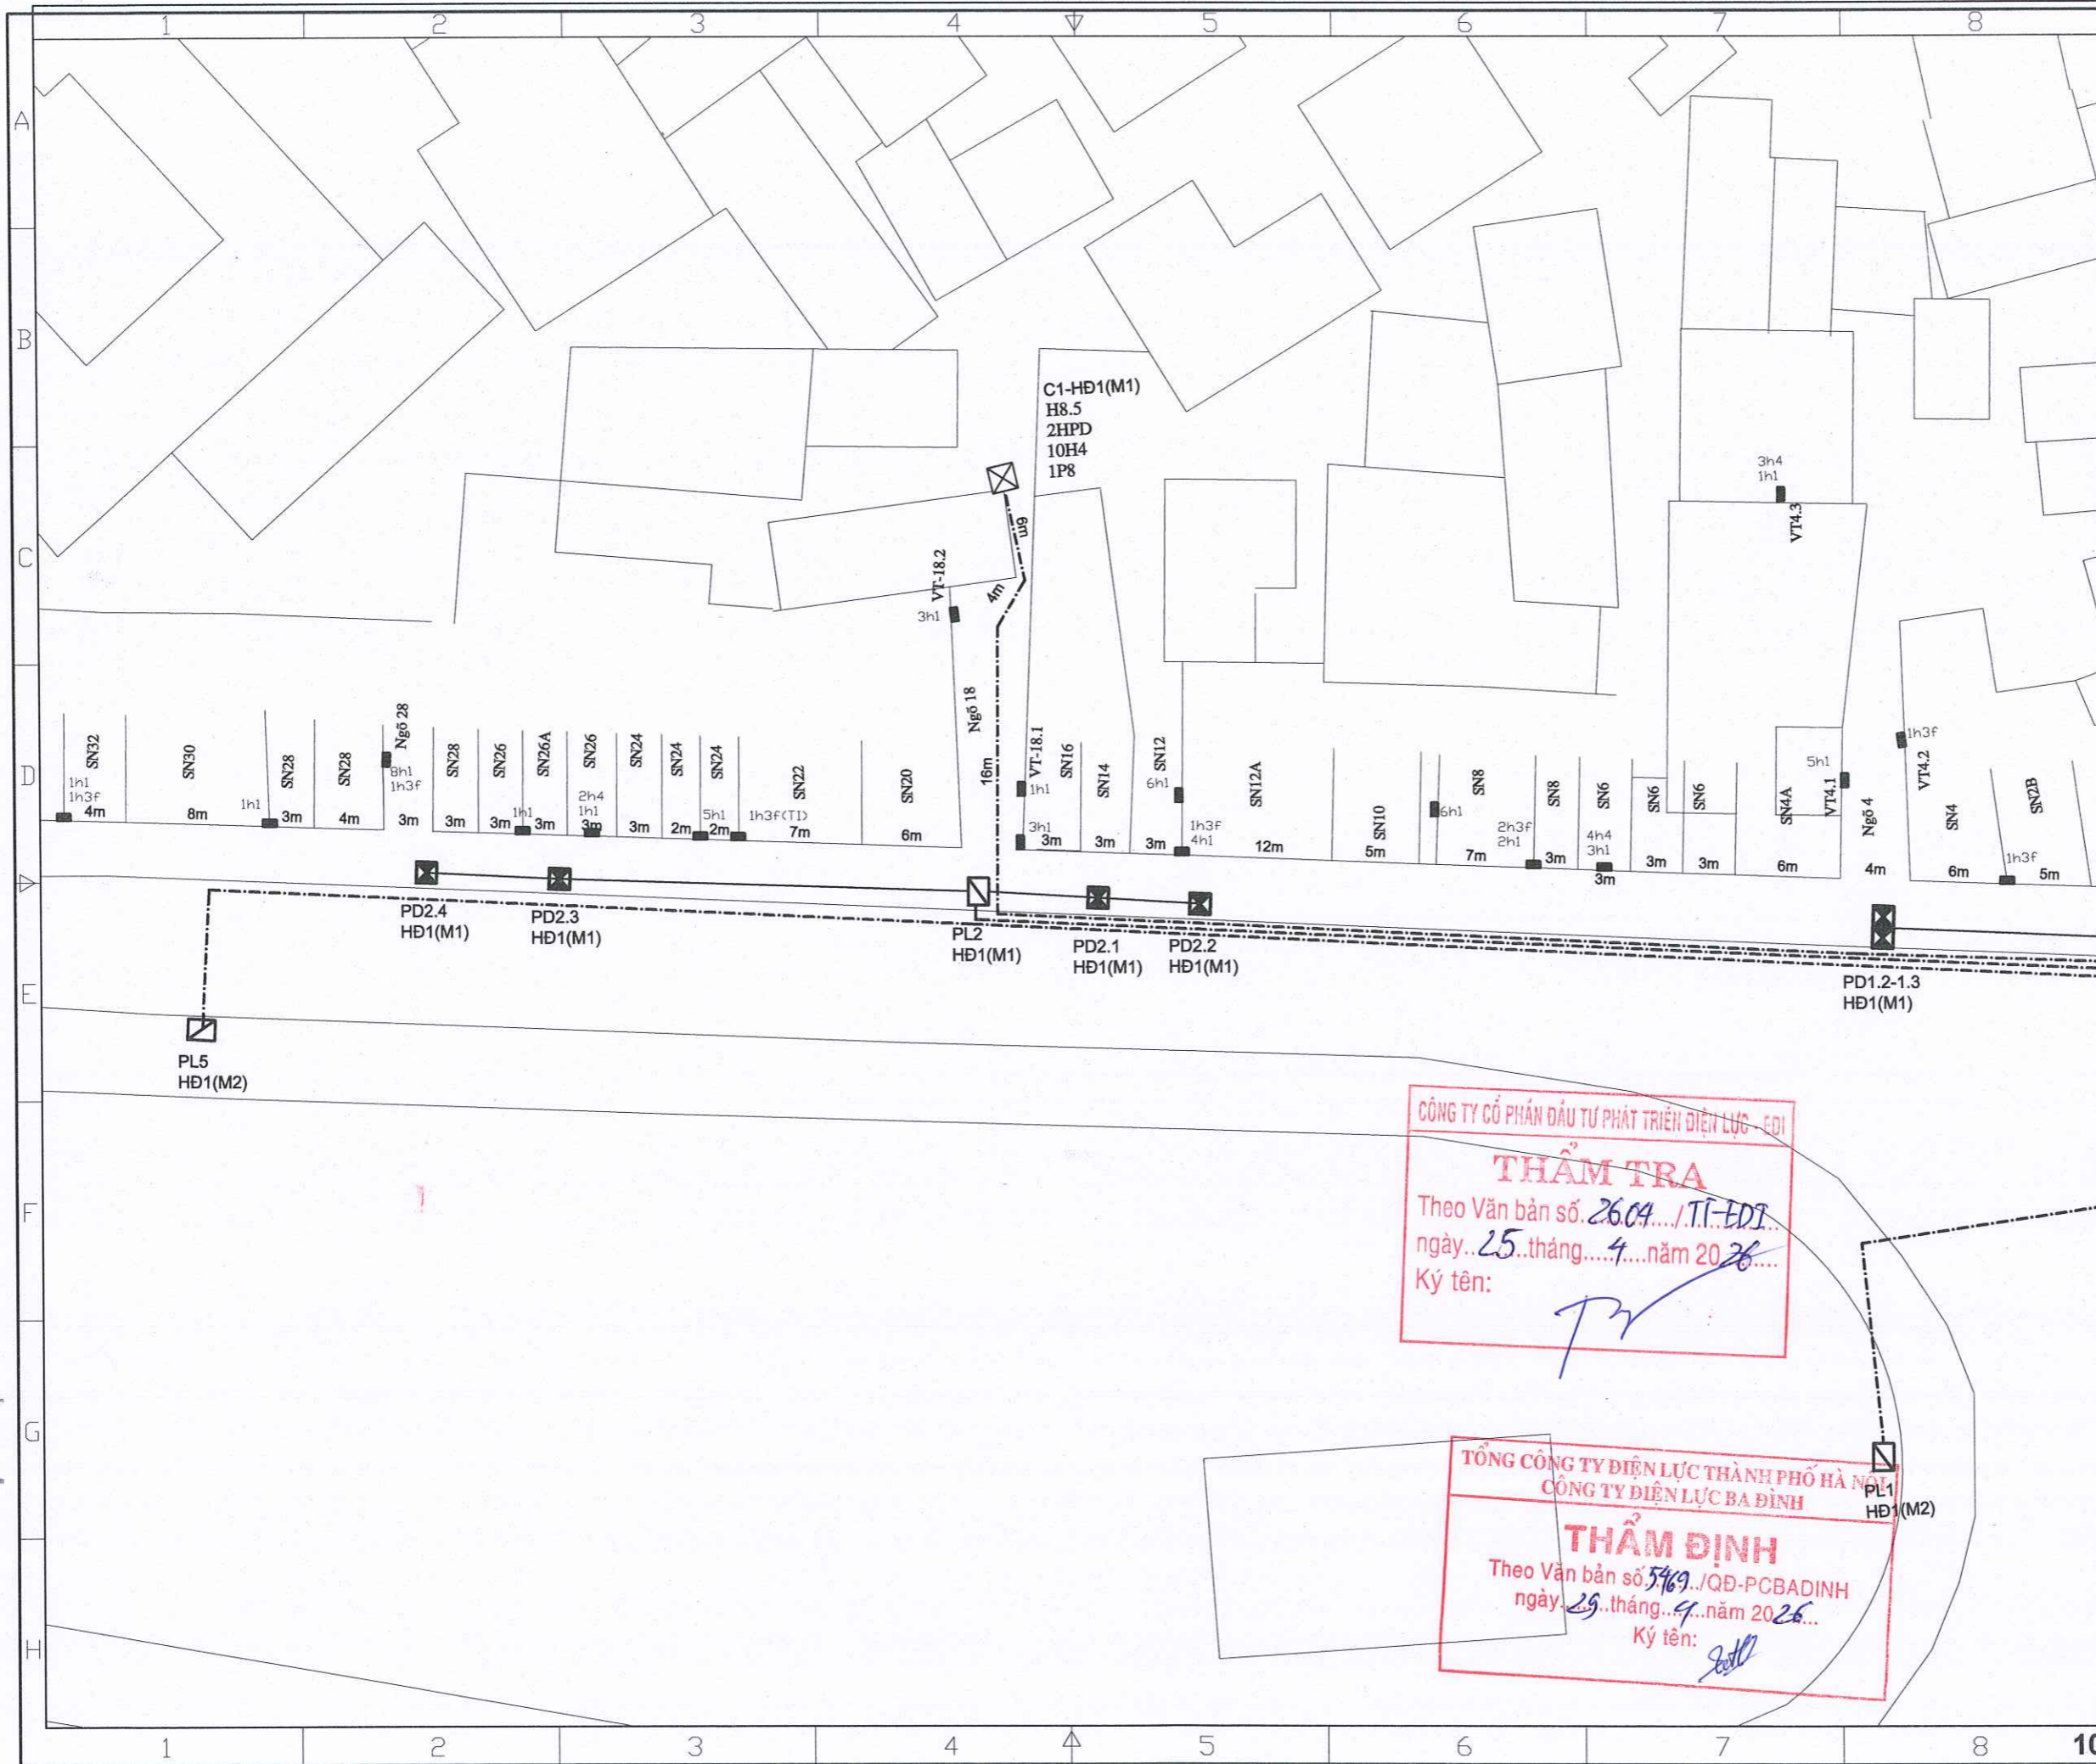 1 2 3 4 5 6 7 8
A
B
C
D
E
F
G
H
C1-HĐ1(M1)
H8.5
2HPD
10H4
1P8
6m
4m
16m
VT-18.2
3h1
Ngõ 18
3h4
1h1
VT4.3
SN32
1h1
1h3f
4m
SN30
8m
1h1
SN28
3m
SN28
4m
Ngõ 28
8h1
1h3f
3m
SN28
3m
SN26
3m
1h1
SN26A
3m
SN26
2h4
1h1
3m
SN24
3m
SN24
2m
SN24
5h1
2m
SN22
1h3f(TI)
7m
SN20
6m
VT-18.1
1h1
3h1
SN16
3m
SN14
3m
SN12
6h1
3m
1h3f
4h1
SN12A
12m
SN10
5m
6h1
SN8
7m
2h3f
2h1
SN8
3m
SN6
4h4
3h1
3m
SN6
3m
SN6
3m
SN4A
6m
5h1
VT4.1
Ngõ 4
4m
1h3f
VT4.2
SN4
6m
1h3f
SN2B
5m
PD2.4
HĐ1(M1)
PD2.3
HĐ1(M1)
PL2
HĐ1(M1)
PD2.1
HĐ1(M1)
PD2.2
HĐ1(M1)
PD1.2-1.3
HĐ1(M1)
PL5
HĐ1(M2)
CÔNG TY CỔ PHẦN ĐẦU TƯ PHÁT TRIỂN ĐIỆN LỰC - EDI
THẨM TRA
Theo Văn bản số.2604..../TT-EDI
ngày..25..tháng....4....năm 2026....
Ký tên:
PL1
HĐ1(M2)
TỔNG CÔNG TY ĐIỆN LỰC THÀNH PHỐ HÀ NỘI
CÔNG TY ĐIỆN LỰC BA ĐÌNH
THẨM ĐỊNH
Theo Văn bản số.5469../QĐ-PCBADINH
ngày..29..tháng..4..năm 2026...
Ký tên:
1 2 3 4 5 6 7 8